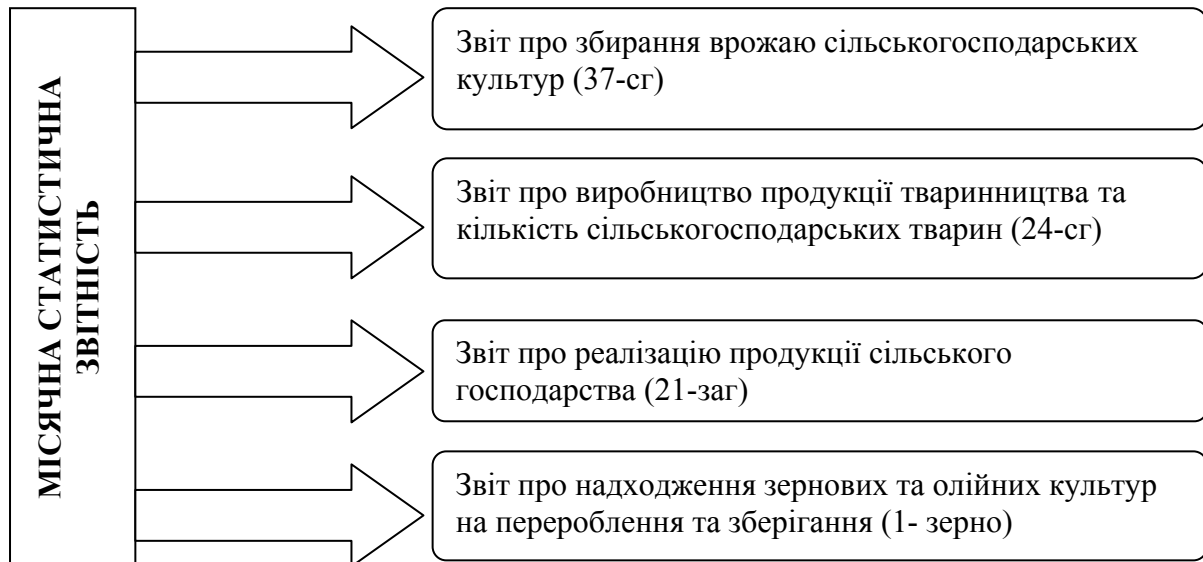 МІСЯЧНА СТАТИСТИЧНА
ЗВІТНІСТЬ
Звіт про збирання врожаю сільськогосподарських
культур (37-сг)
Звіт про виробництво продукції тваринництва та
кількість сільськогосподарських тварин (24-сг)
Звіт про реалізацію продукції сільського
господарства (21-заг)
Звіт про надходження зернових та олійних культур
на перероблення та зберігання (1- зерно)